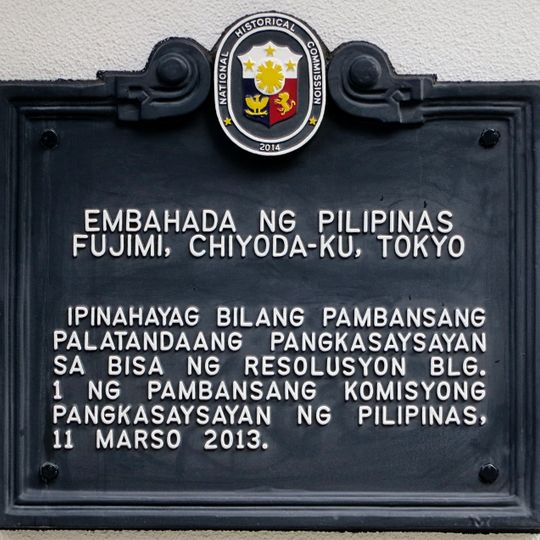 NATIONAL HISTORICAL COMMISSION
2014
EMBAHADA NG PILIPINAS
FUJIMI, CHIYODA-KU, TOKYO
IPINAHAYAG BILANG PAMBANSANG
PALATANDAANG PANGKASAYSAYAN
SA BISA NG RESOLUSYON BLG.
1 NG PAMBANSANG KOMISYONG
PANGKASAYSAYAN NG PILIPINAS,
11 MARSO 2013.